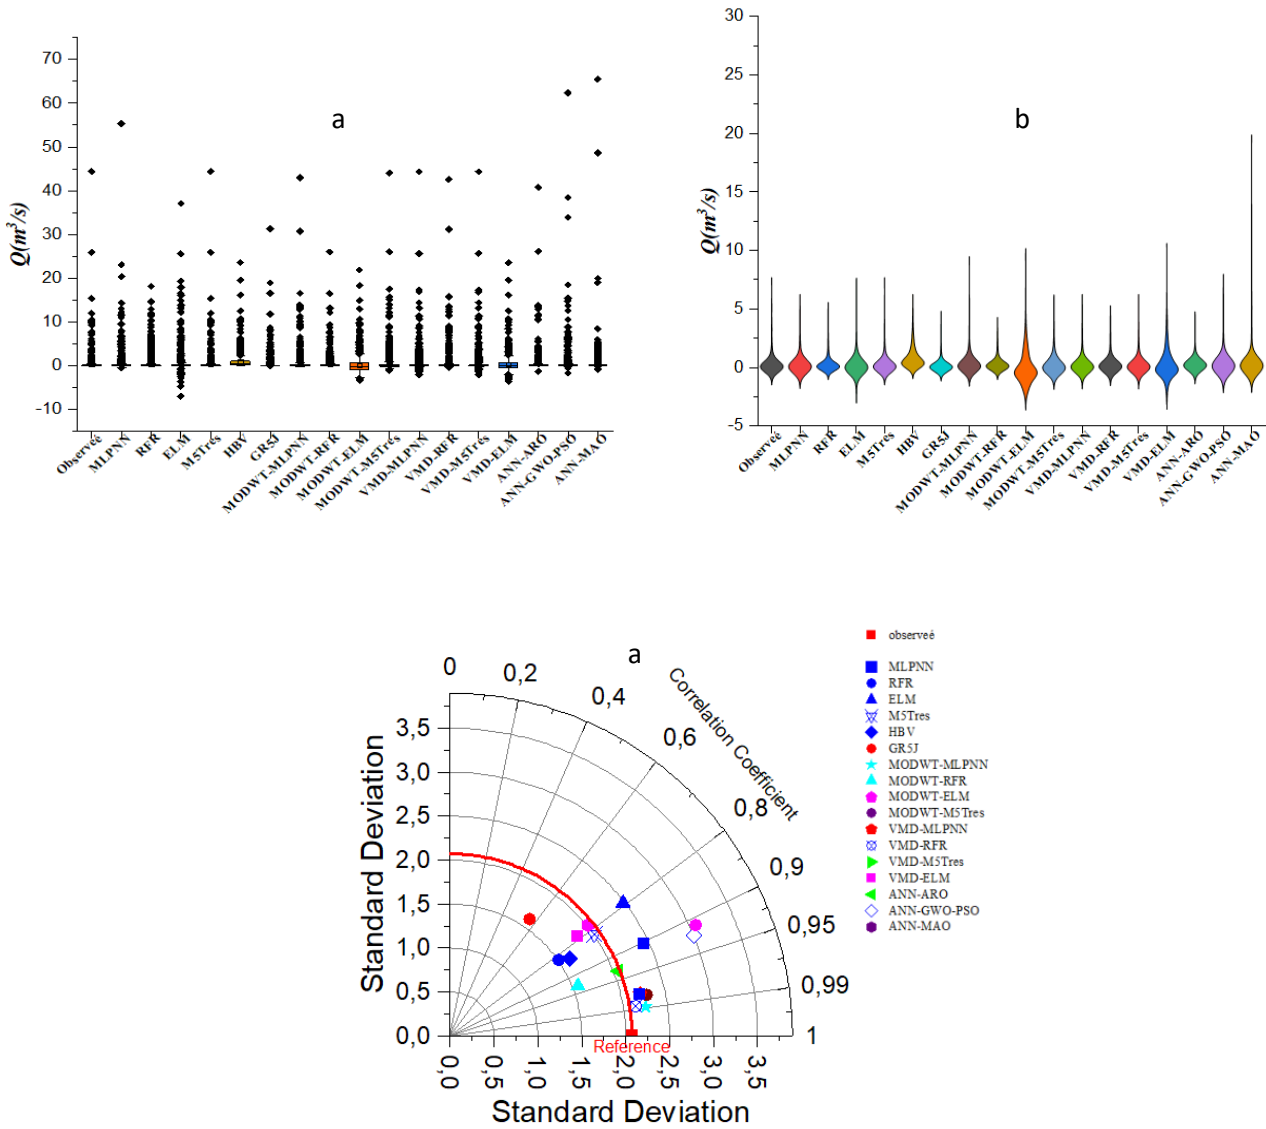 a
70
60
50
40
30
20
10
0
-10
Q(m³/s)
Observeé
MLPNN
RFR
ELM
M5Tres
HBV
GR5J
MODWT-MLPNN
MODWT-RFR
MODWT-ELM
MODWT-M5Tres
VMD-MLPNN
VMD-RFR
VMD-M5Tres
VMD-ELM
ANN-ARO
ANN-GWO-PSO
ANN-MAO
b
30
25
20
15
10
5
0
-5
Q(m³/s)
Observeé
MLPNN
RFR
ELM
M5Tres
HBV
GR5J
MODWT-MLPNN
MODWT-RFR
MODWT-ELM
MODWT-M5Tres
VMD-MLPNN
VMD-RFR
VMD-M5Tres
VMD-ELM
ANN-ARO
ANN-GWO-PSO
ANN-MAO
a
0
0,2
0,4
0,6
0,8
0,9
0,95
0,99
1
Correlation Coefficient
3,5
3,0
2,5
2,0
1,5
1,0
0,5
0,0
Standard Deviation
Reference
0,0
0,5
1,0
1,5
2,0
2,5
3,0
3,5
Standard Deviation
observeé
MLPNN
RFR
ELM
M5Tres
HBV
GR5J
MODWT-MLPNN
MODWT-RFR
MODWT-ELM
MODWT-M5Tres
VMD-MLPNN
VMD-RFR
VMD-M5Tres
VMD-ELM
ANN-ARO
ANN-GWO-PSO
ANN-MAO